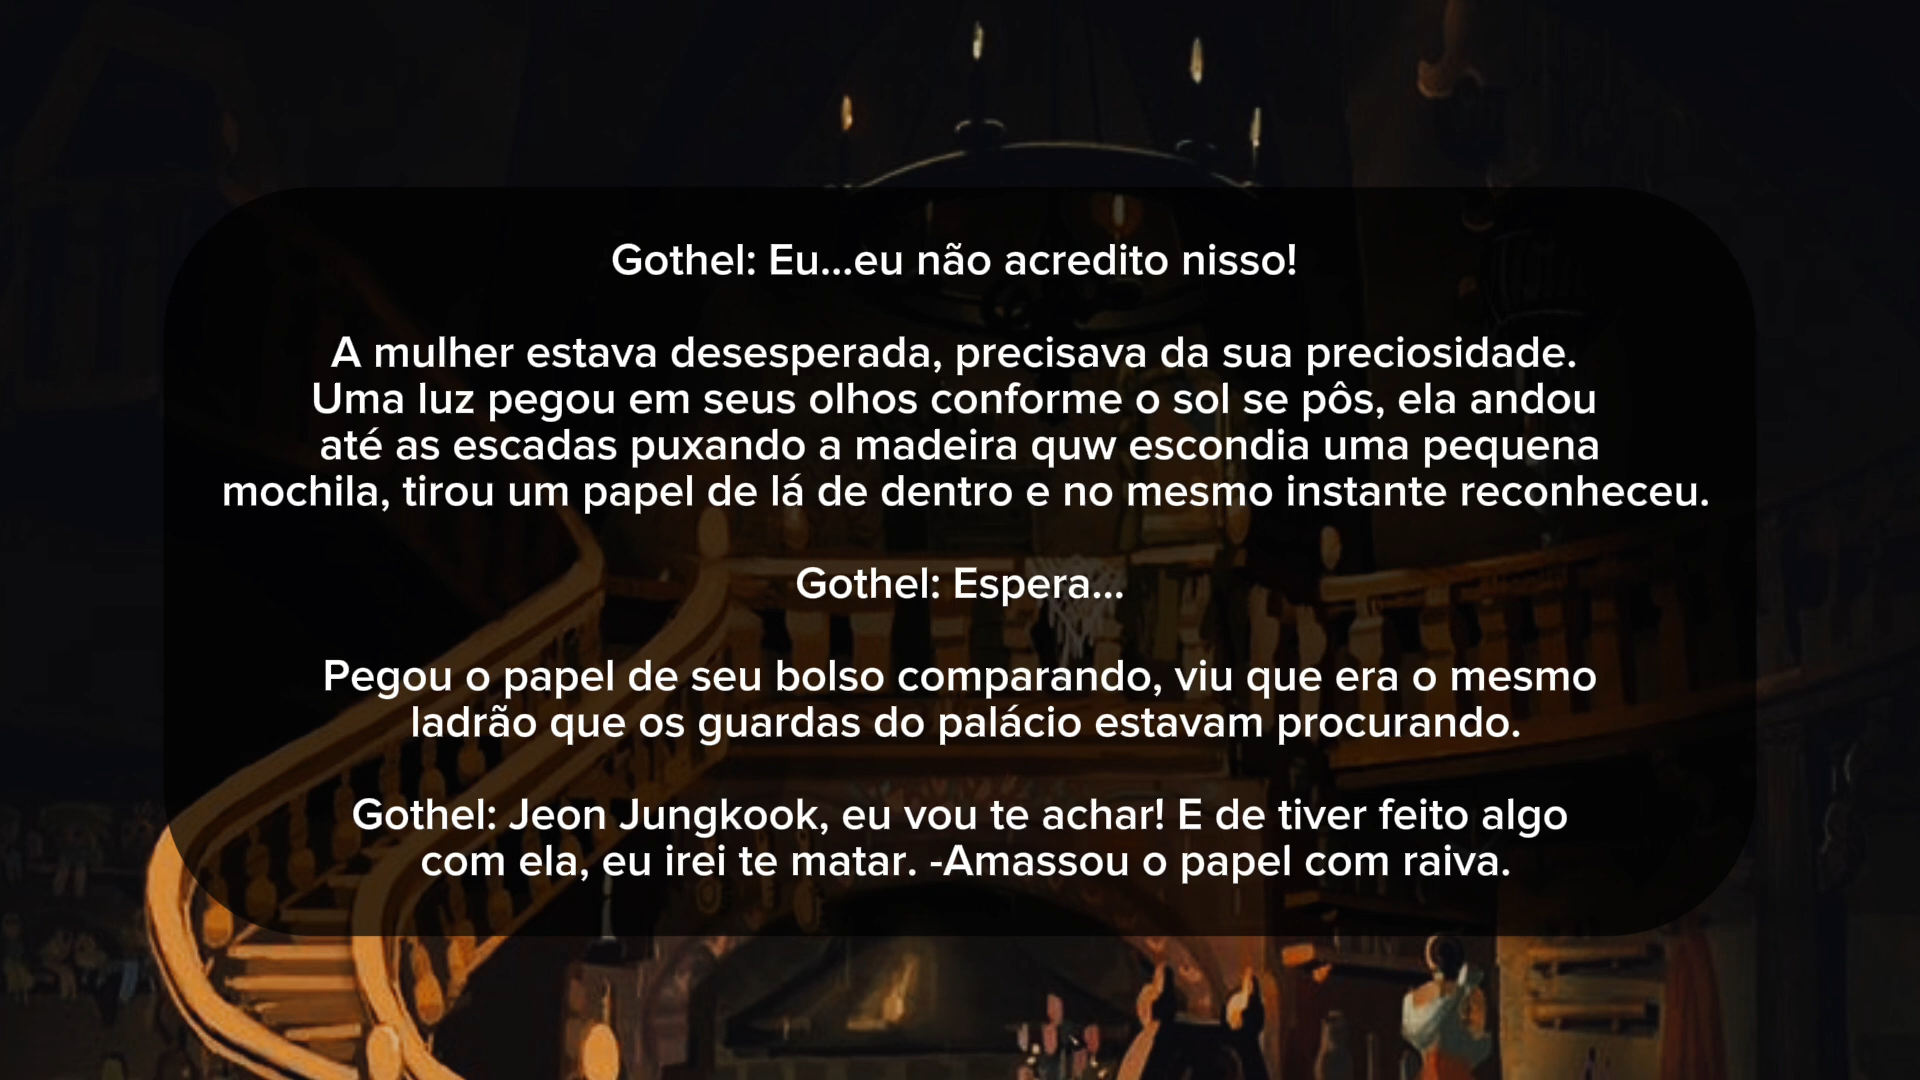 Gothel: Eu...eu não acredito nisso!
A mulher estava desesperada, precisava da sua preciosidade.
Uma luz pegou em seus olhos conforme o sol se pôs, ela andou
até as escadas puxando a madeira quw escondia uma pequena
mochila, tirou um papel de lá de dentro e no mesmo instante reconheceu.
Gothel: Espera...
Pegou o papel de seu bolso comparando, viu que era o mesmo
ladrão que os guardas do palácio estavam procurando.
Gothel: Jeon Jungkook, eu vou te achar! E de tiver feito algo
com ela, eu irei te matar. -Amassou o papel com raiva.